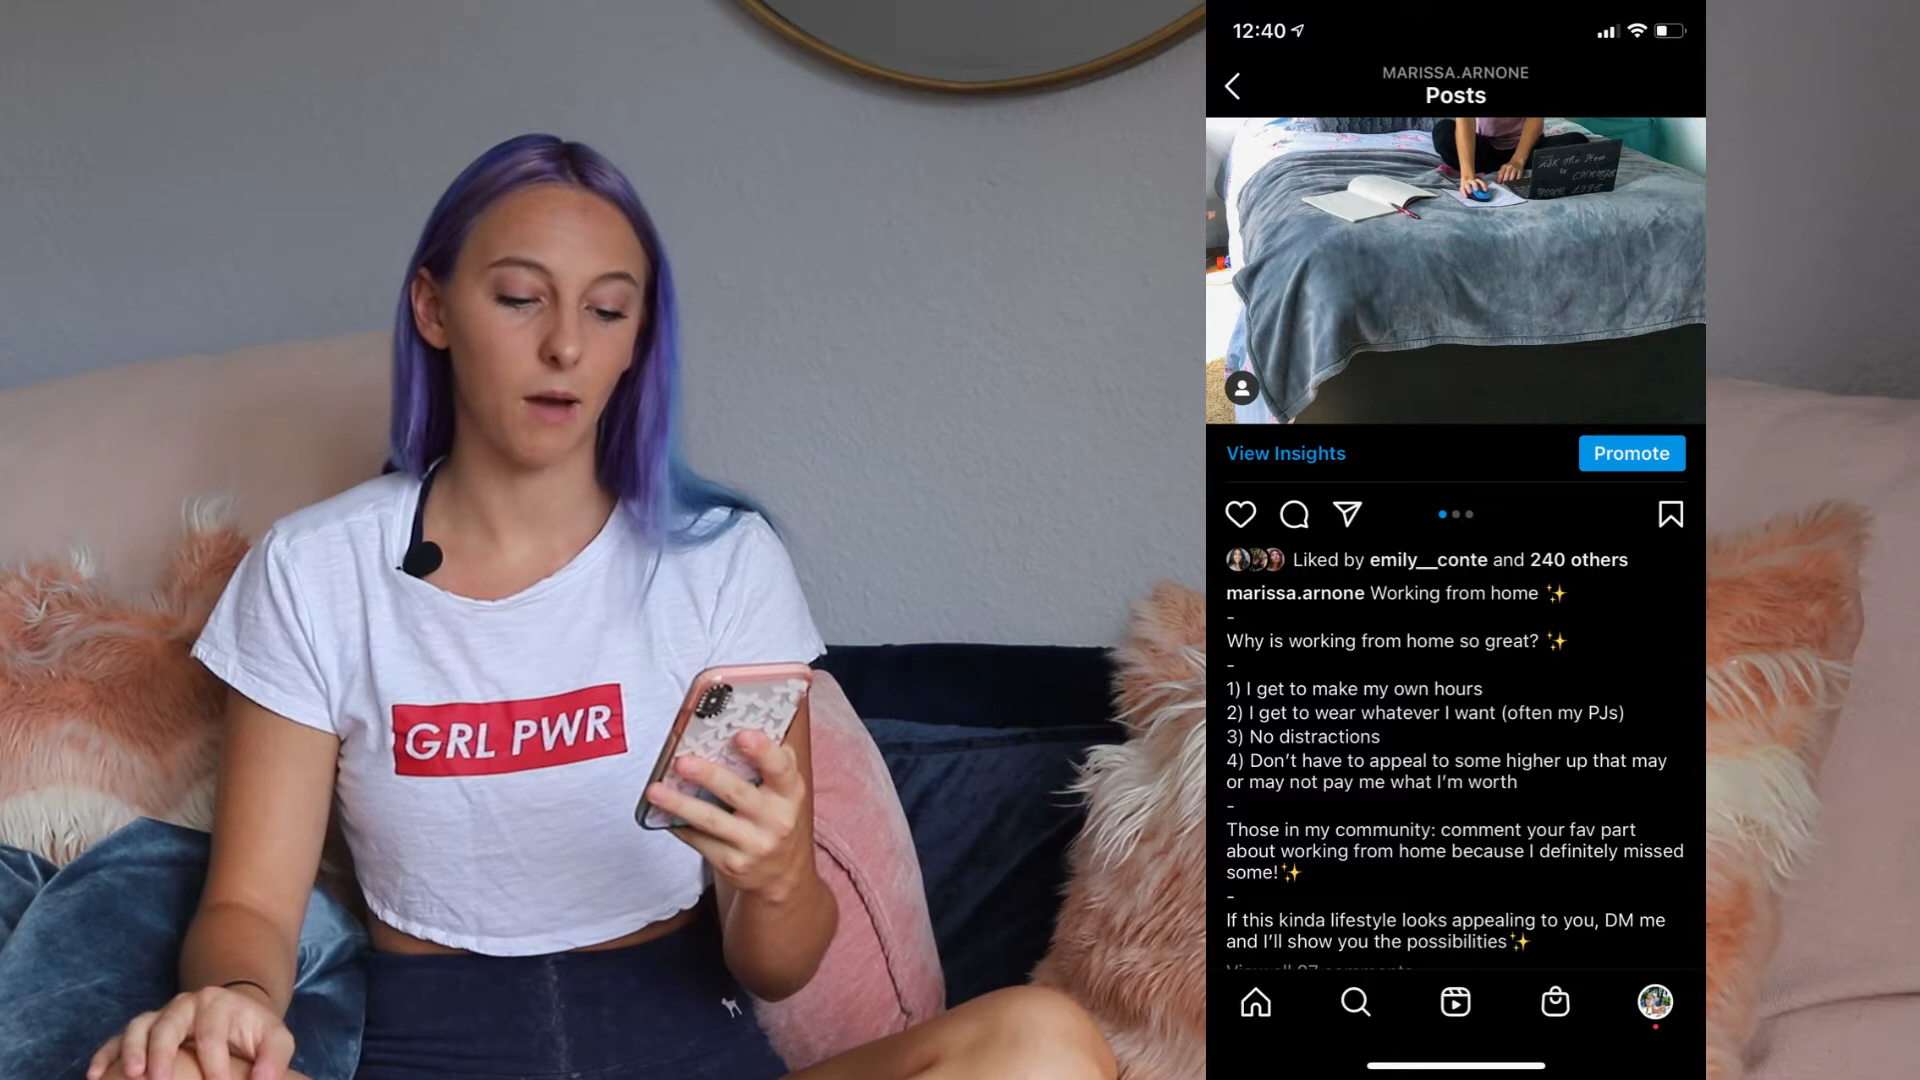 GRL PWR
12:40
MARISSA.ARNONE
Posts
View Insights
Promote
Liked by emily__conte and 240 others
marissa.arnone Working from home ✨
-
Why is working from home so great? ✨
-
1) I get to make my own hours
2) I get to wear whatever I want (often my PJs)
3) No distractions
4) Don't have to appeal to some higher up that may
or may not pay me what I'm worth
-
Those in my community: comment your fav part
about working from home because I definitely missed
some!✨
-
If this kinda lifestyle looks appealing to you, DM me
and I'll show you the possibilities✨